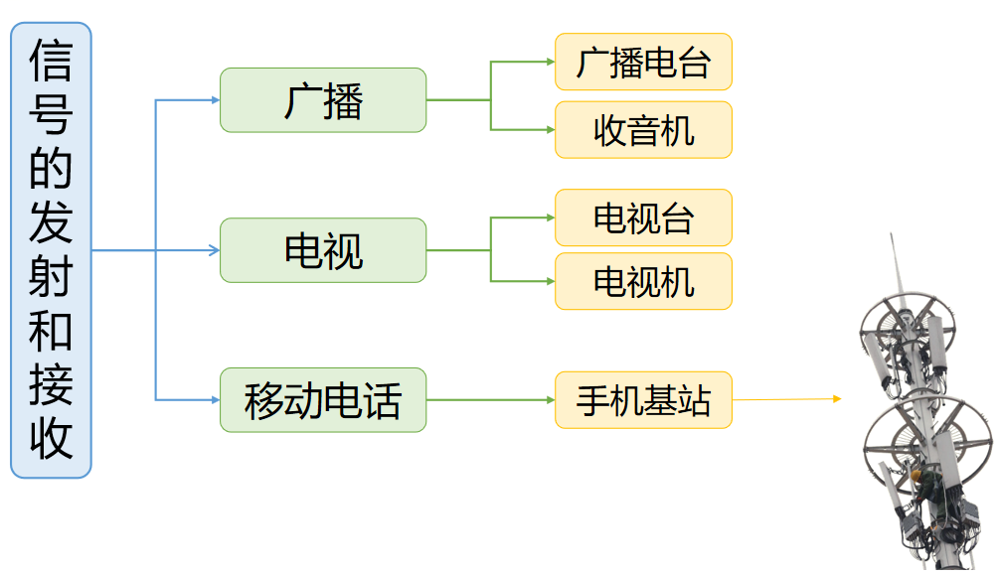 信号的发射和接收
广播
广播电台
收音机
电视
电视台
电视机
移动电话
手机基站